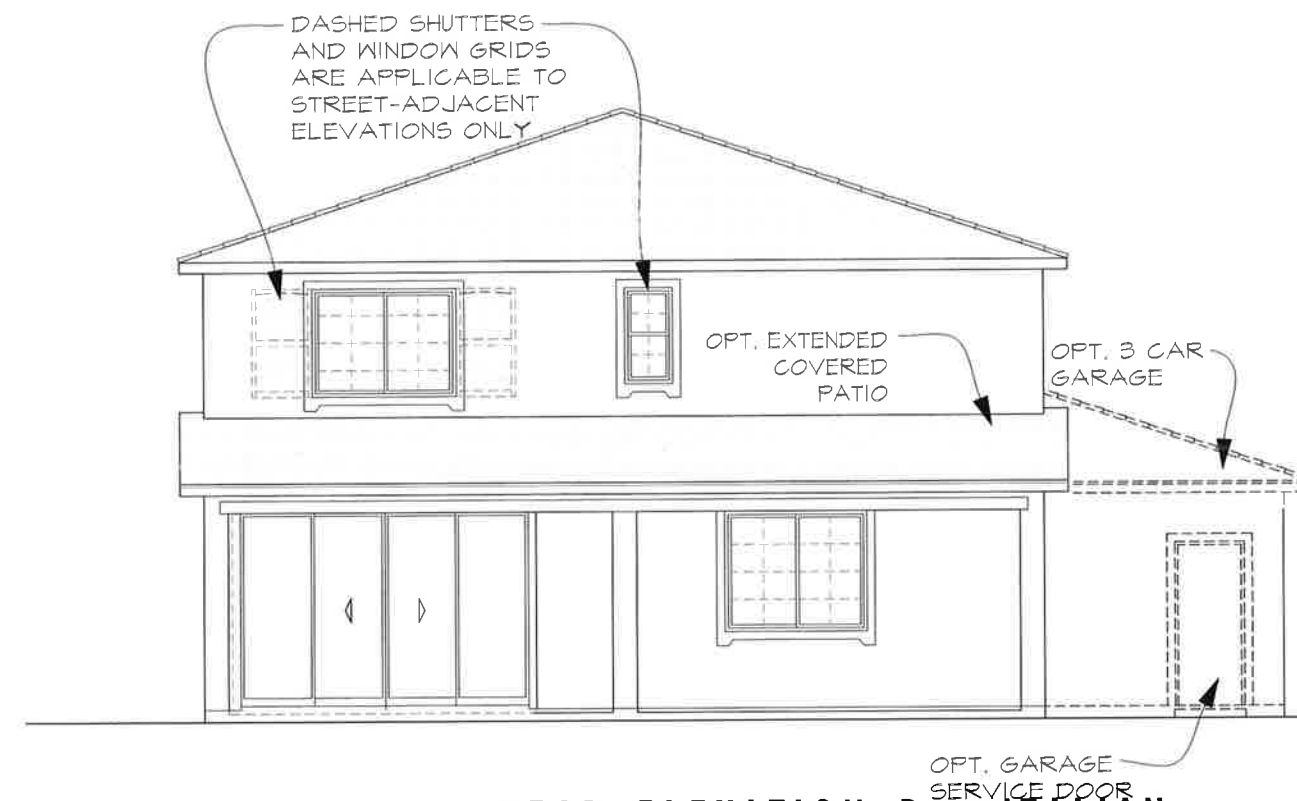 DASHED SHUTTERS
AND WINDOW GRIDS
ARE APPLICABLE TO
STREET-ADJACENT
ELEVATIONS ONLY
OPT. EXTENDED
COVERED
PATIO
OPT. 3 CAR
GARAGE
OPT. GARAGE
SERVICE DOOR